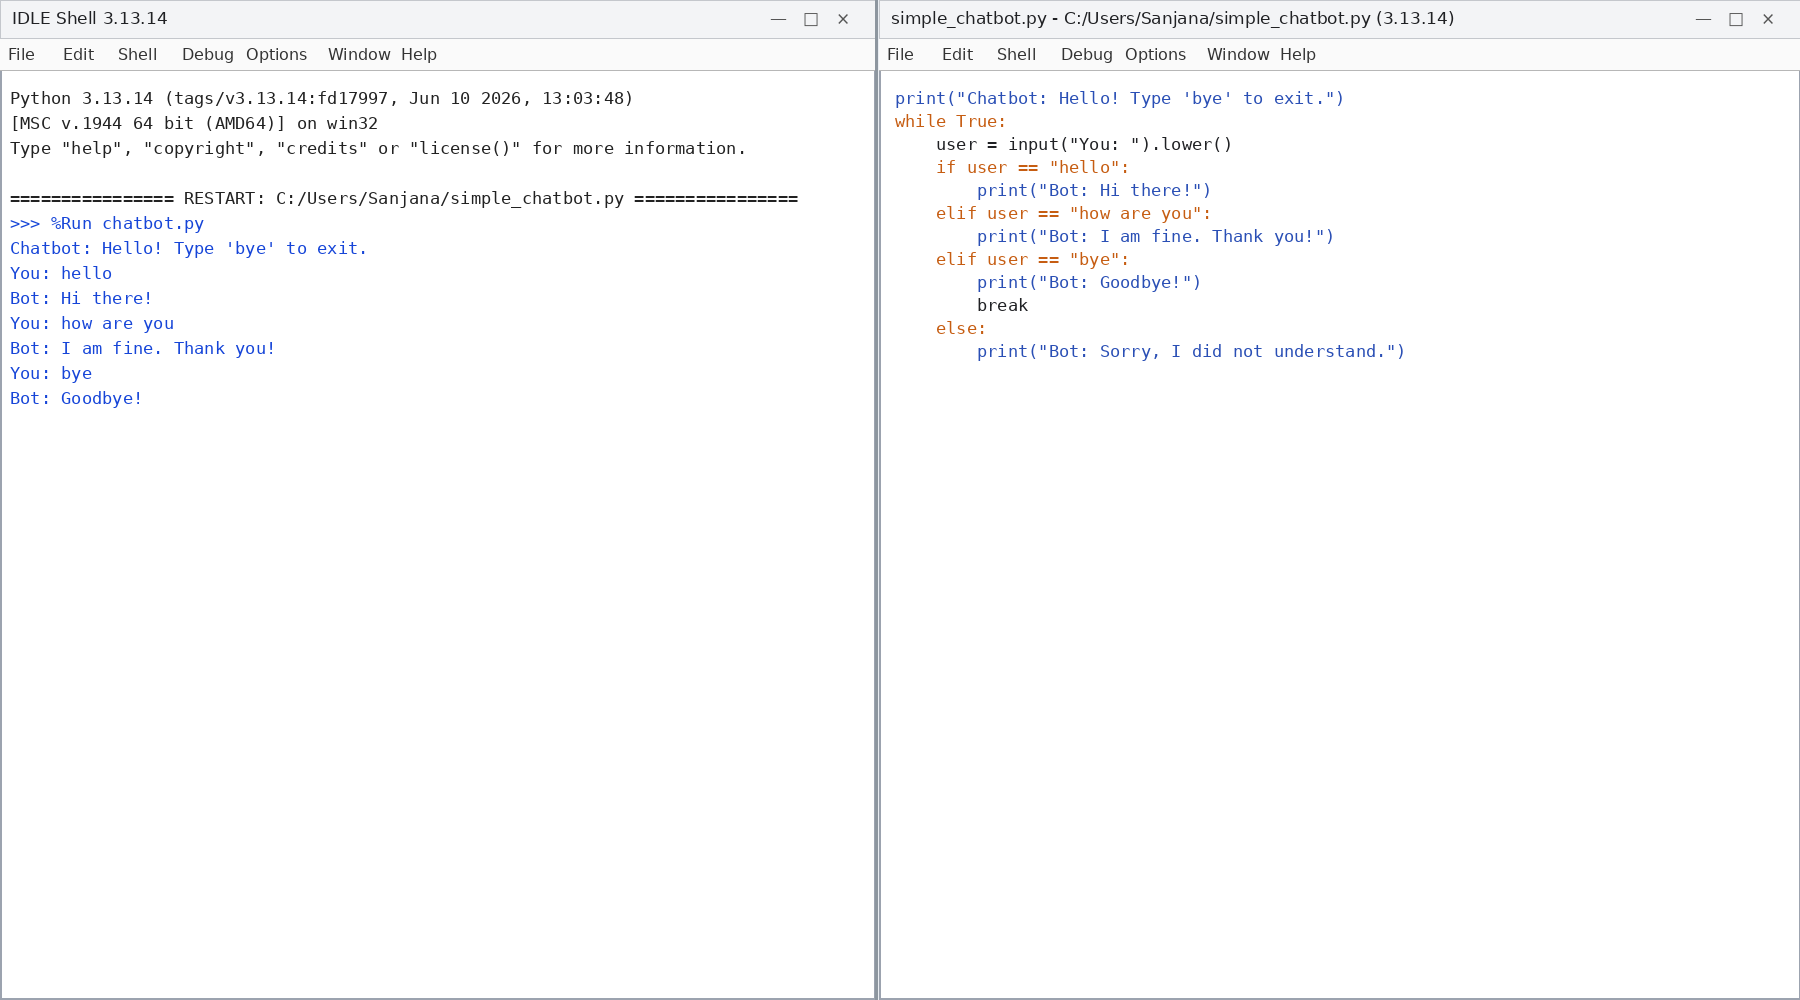 IDLE Shell 3.13.14
File Edit Shell Debug Options Window Help
Python 3.13.14 (tags/v3.13.14:fd17997, Jun 10 2026, 13:03:48)
[MSC v.1944 64 bit (AMD64)] on win32
Type "help", "copyright", "credits" or "license()" for more information.
================ RESTART: C:/Users/Sanjana/simple_chatbot.py ================
>>> %Run chatbot.py
Chatbot: Hello! Type 'bye' to exit.
You: hello
Bot: Hi there!
You: how are you
Bot: I am fine. Thank you!
You: bye
Bot: Goodbye!
simple_chatbot.py - C:/Users/Sanjana/simple_chatbot.py (3.13.14)
File Edit Shell Debug Options Window Help
print("Chatbot: Hello! Type 'bye' to exit.")
while True:
    user = input("You: ").lower()
    if user == "hello":
        print("Bot: Hi there!")
    elif user == "how are you":
        print("Bot: I am fine. Thank you!")
    elif user == "bye":
        print("Bot: Goodbye!")
        break
    else:
        print("Bot: Sorry, I did not understand.")